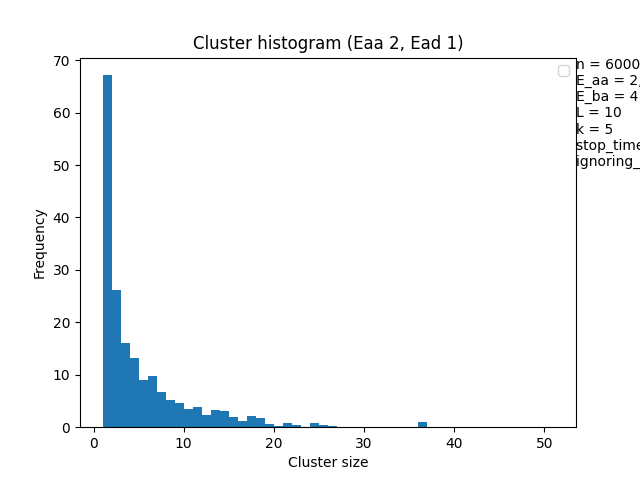 Cluster histogram (Eaa 2, Ead 1)
70
60
50
40
30
20
10
0
Frequency
0 10 20 30 40 50
Cluster size
n = 6000
E_aa = 2,
E_ba = 4
L = 10
k = 5
stop_time
ignoring_